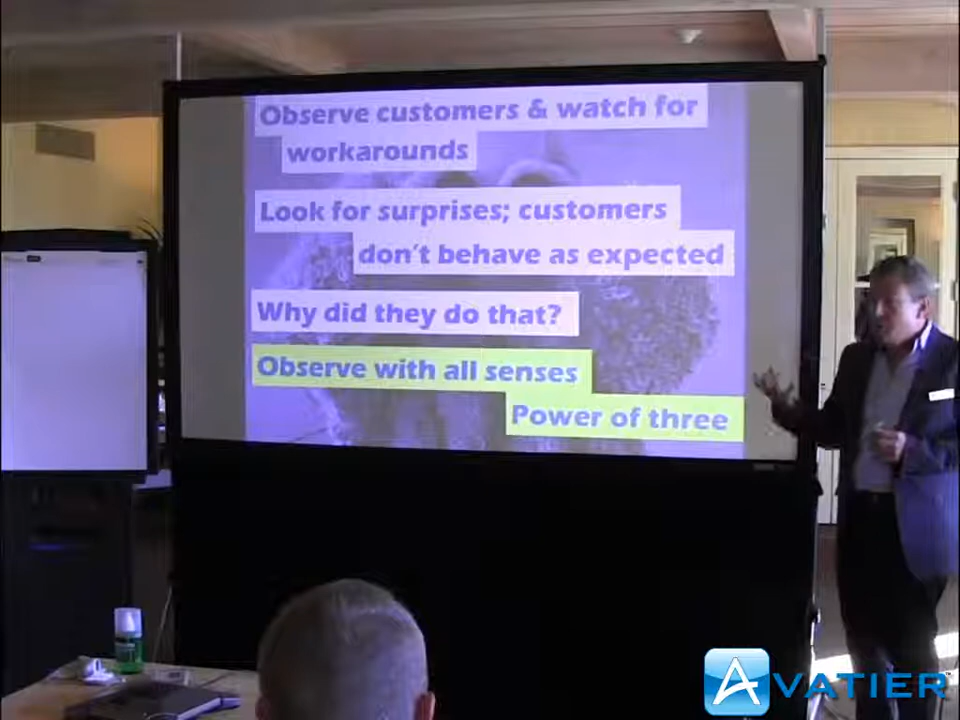 Observe customers & watch for
workarounds
Look for surprises; customers
don't behave as expected
Why did they do that?
Observe with all senses
Power of three
AVATIER™